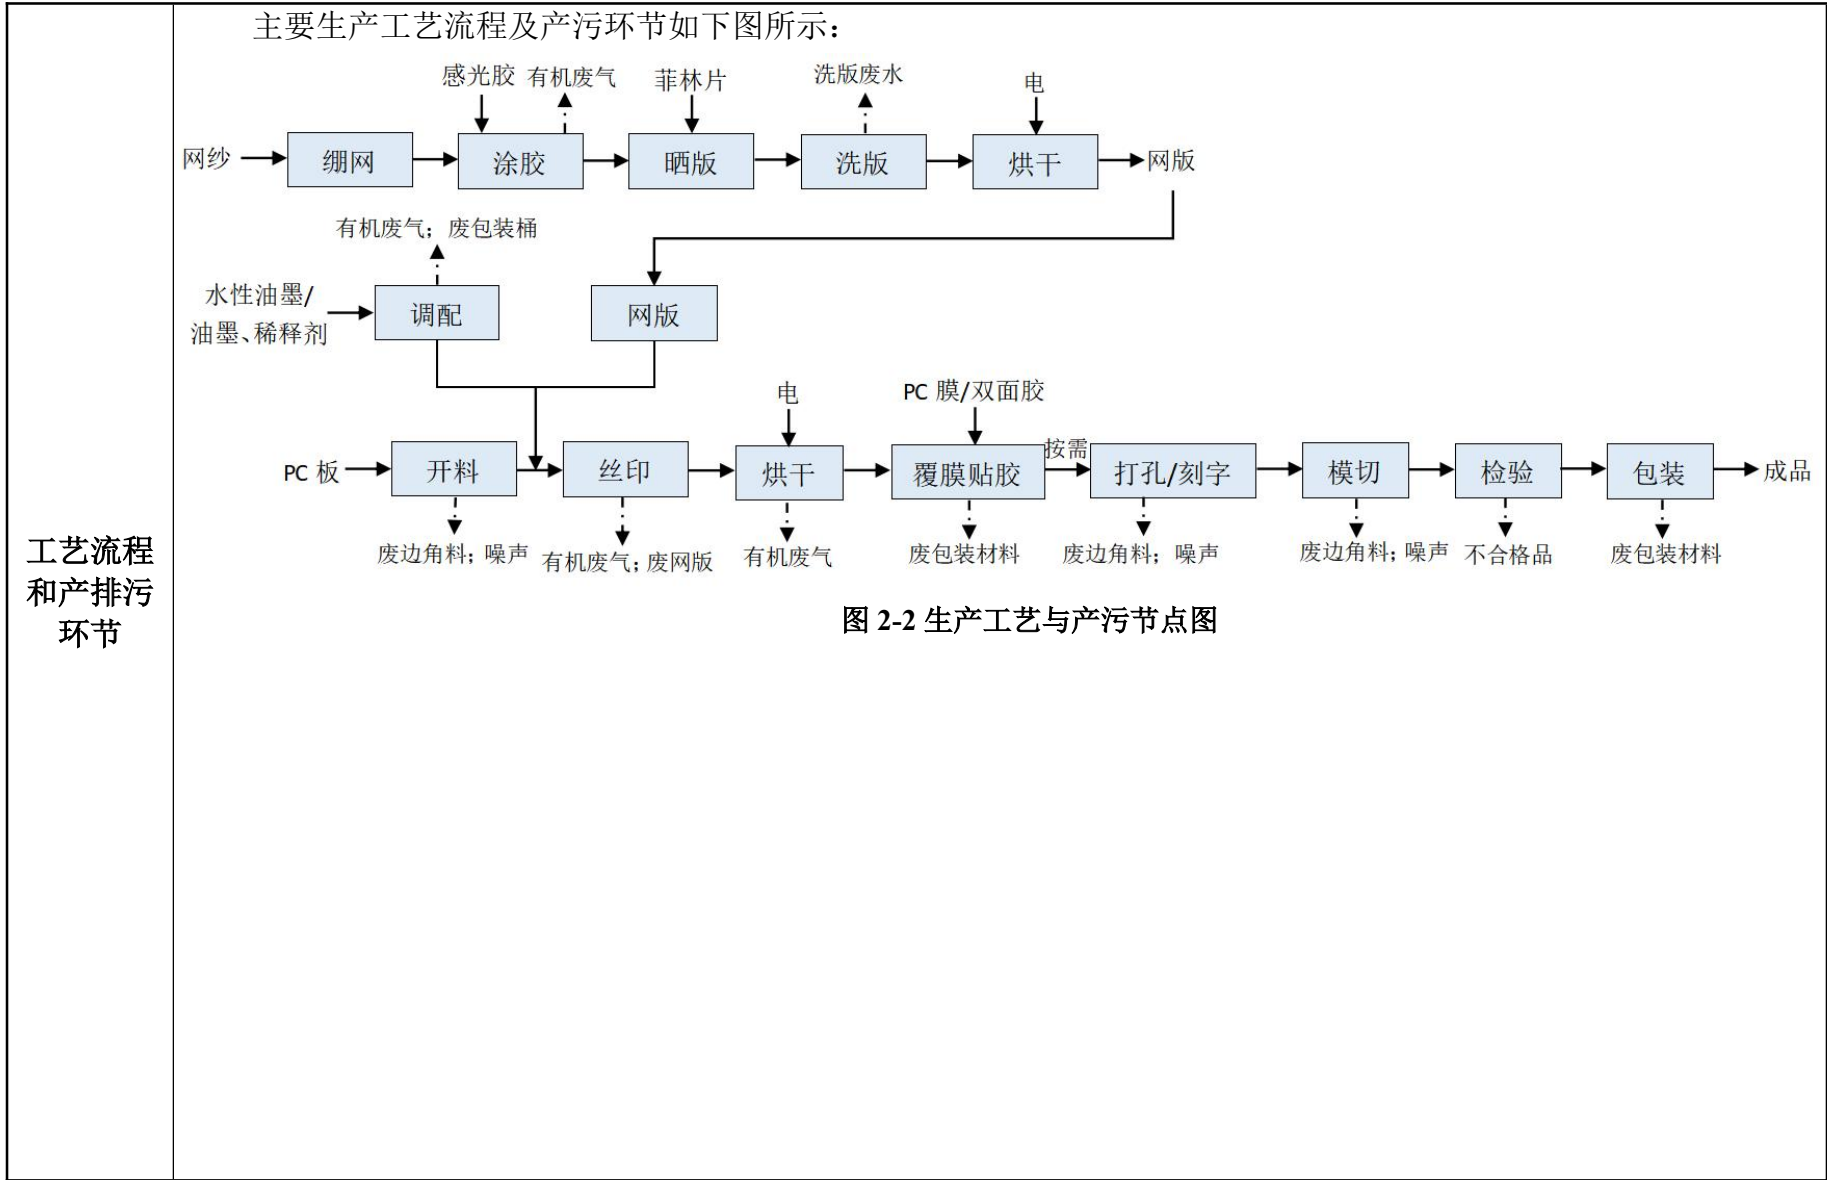 主要生产工艺流程及产污环节如下图所示：
感光胶 有机废气 菲林片 洗版废水 电
网纱 绷网 涂胶 晒版 洗版 烘干 网版
有机废气；废包装桶
水性油墨/
油墨、稀释剂
调配 网版
电 PC 膜/双面胶
按需
PC 板 开料 丝印 烘干 覆膜贴胶 打孔/刻字 模切 检验 包装 成品
废边角料；噪声 有机废气；废网版 有机废气 废包装材料 废边角料；噪声 废边角料；噪声 不合格品 废包装材料
工艺流程
和产排污
环节
图 2-2 生产工艺与产污节点图